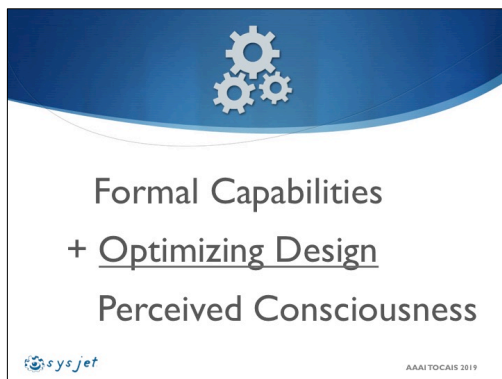 Formal Capabilities
+ Optimizing Design
Perceived Consciousness
sysjet
AAAI TOCAIS 2019